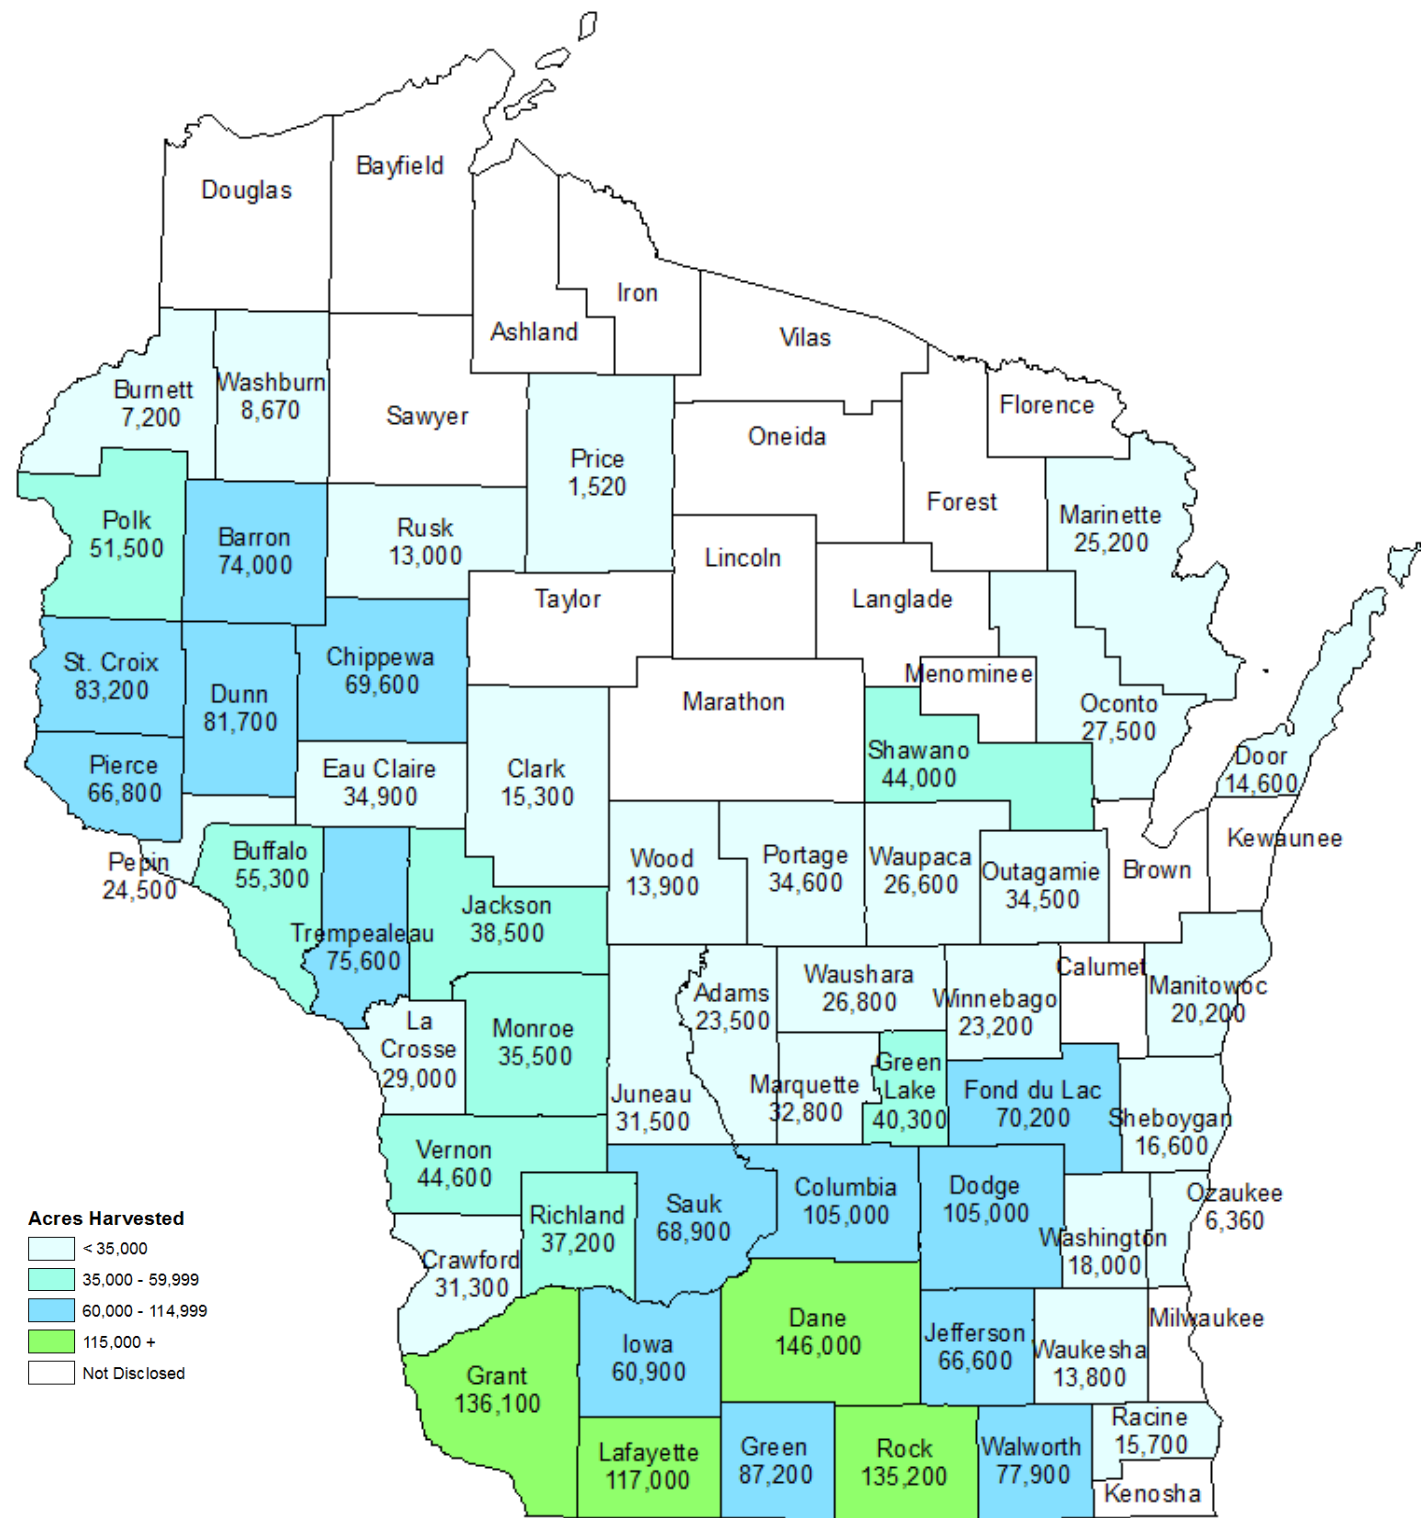 Bayfield
Douglas
Iron
Ashland
Vilas
Burnett
7,200
Washburn
8,670
Sawyer
Florence
Oneida
Price
1,520
Forest
Marinette
25,200
Polk
51,500
Barron
74,000
Rusk
13,000
Lincoln
Taylor
Langlade
St. Croix
83,200
Dunn
81,700
Chippewa
69,600
Menominee
Marathon
Oconto
27,500
Shawano
44,000
Door
14,600
Pierce
66,800
Eau Claire
34,900
Clark
15,300
Kewaunee
Pepin
24,500
Buffalo
55,300
Wood
13,900
Portage
34,600
Waupaca
26,600
Outagamie
34,500
Brown
Trempealeau
75,600
Jackson
38,500
Adams
23,500
Waushara
26,800
Winnebago
23,200
Calumet
Manitowoc
20,200
La
Crosse
29,000
Monroe
35,500
Juneau
31,500
Marquette
32,800
Green
Lake
40,300
Fond du Lac
70,200
Sheboygan
16,600
Vernon
44,600
Richland
37,200
Sauk
68,900
Columbia
105,000
Dodge
105,000
Ozaukee
6,360
Washington
18,000
Crawford
31,300
Acres Harvested
< 35,000
35,000 - 59,999
60,000 - 114,999
115,000 +
Not Disclosed
Grant
136,100
Iowa
60,900
Dane
146,000
Jefferson
66,600
Waukesha
13,800
Milwaukee
Lafayette
117,000
Green
87,200
Rock
135,200
Walworth
77,900
Racine
15,700
Kenosha